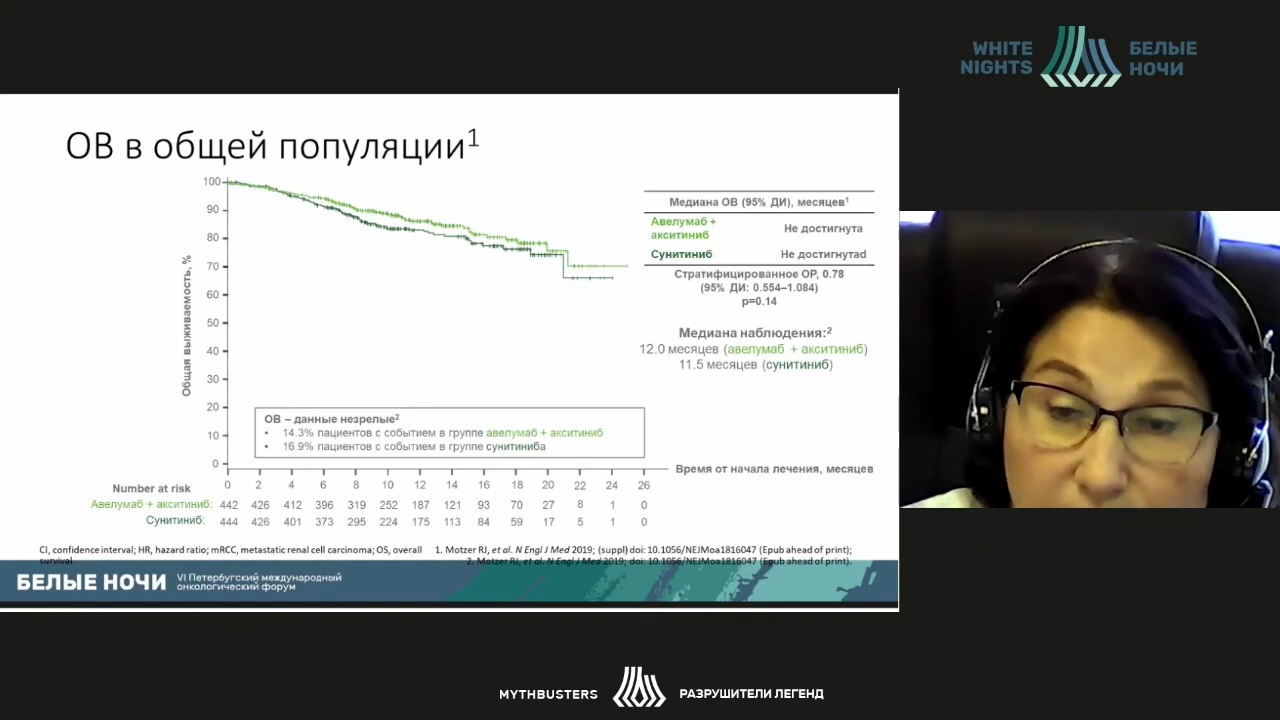 WHITE NIGHTS
БЕЛЫЕ НОЧИ
ОВ в общей популяции¹
Общая выживаемость, %
100
90
80
70
60
50
40
30
20
10
0
Медиана ОВ (95% ДИ), месяцев¹
Авелумаб + акситиниб Не достигнута
Сунитиниб Не достигнутаd
Стратифицированное ОР, 0.78
(95% ДИ: 0.554–1.084)
p=0.14
Медиана наблюдения:²
12.0 месяцев (авелумаб + акситиниб)
11.5 месяцев (сунитиниб)
ОВ – данные незрелые²
• 14.3% пациентов с событием в группе авелумаб + акситиниб
• 16.9% пациентов с событием в группе сунитиниба
Время от начала лечения, месяцев
0 2 4 6 8 10 12 14 16 18 20 22 24 26
Number at risk
Авелумаб + акситиниб: 442 426 412 396 319 252 187 121 93 70 27 8 1 0
Сунитиниб: 444 426 401 373 295 224 175 113 84 59 17 5 1 0
CI, confidence interval; HR, hazard ratio; mRCC, metastatic renal cell carcinoma; OS, overall survival.
1. Motzer RJ, et al. N Engl J Med 2019; (suppl) doi: 10.1056/NEJMoa1816047 (Epub ahead of print);
2. Motzer RJ, et al. N Engl J Med 2019; doi: 10.1056/NEJMoa1816047 (Epub ahead of print).
БЕЛЫЕ НОЧИ
VI Петербургский международный
онкологический форум
MYTHBUSTERS
РАЗРУШИТЕЛИ ЛЕГЕНД